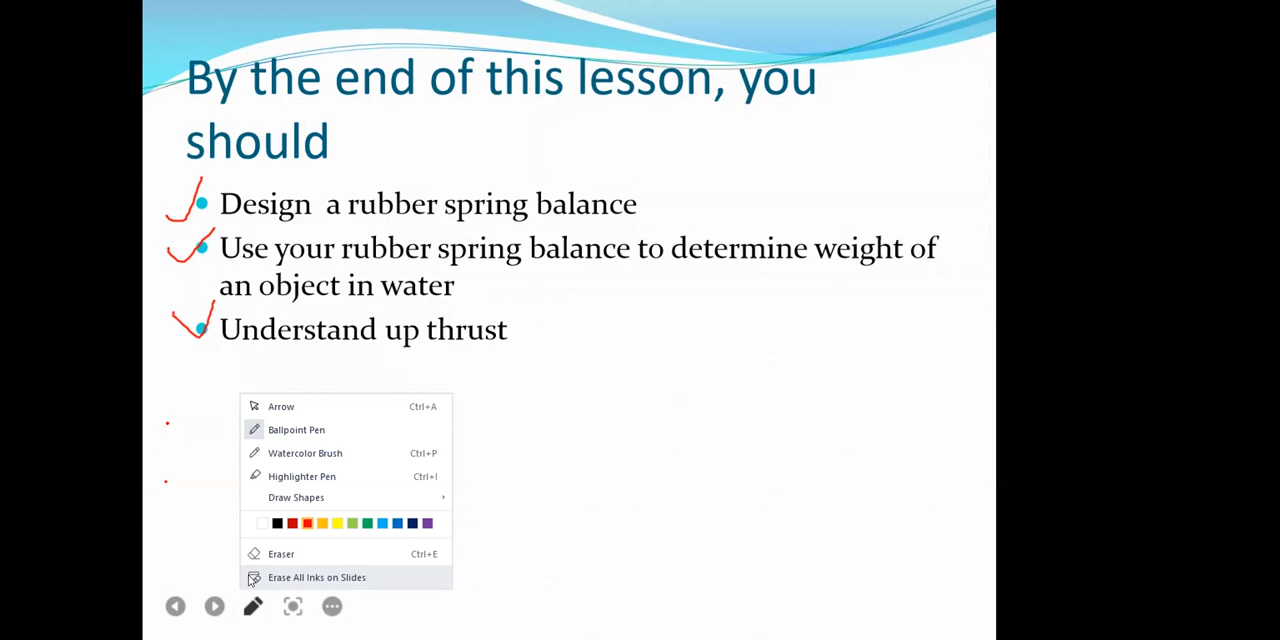 By the end of this lesson, you
should
• Design a rubber spring balance
• Use your rubber spring balance to determine weight of
an object in water
• Understand up thrust
Arrow Ctrl+A
Ballpoint Pen
Watercolor Brush Ctrl+P
Highlighter Pen Ctrl+I
Draw Shapes
Eraser Ctrl+E
Erase All Inks on Slides